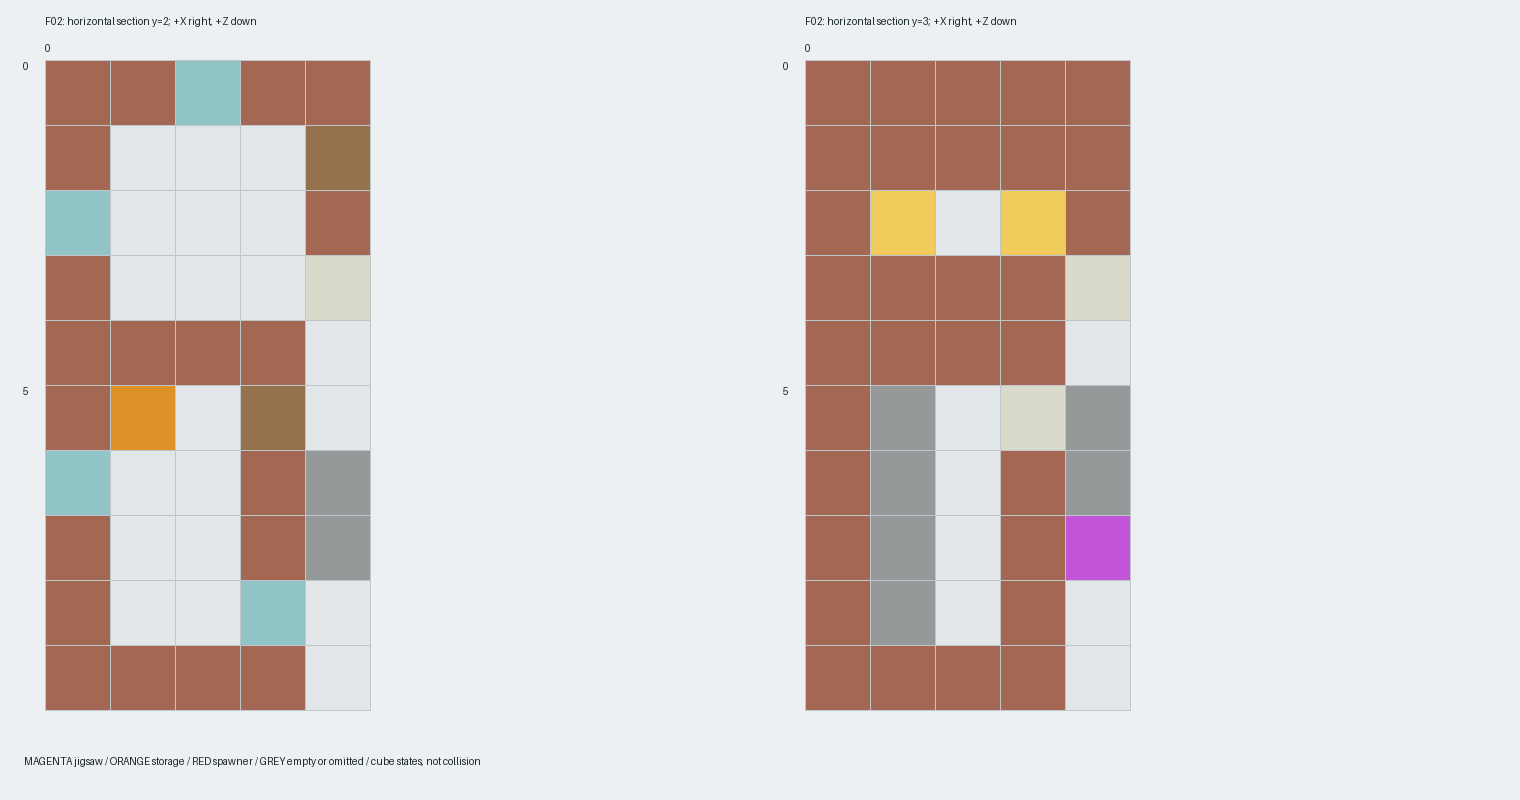 F02: horizontal section y=2; +X right, +Z down
F02: horizontal section y=3; +X right, +Z down
0
0
0
0
5
5
MAGENTA jigsaw / ORANGE storage / RED spawner / GREY empty or omitted / cube states, not collision